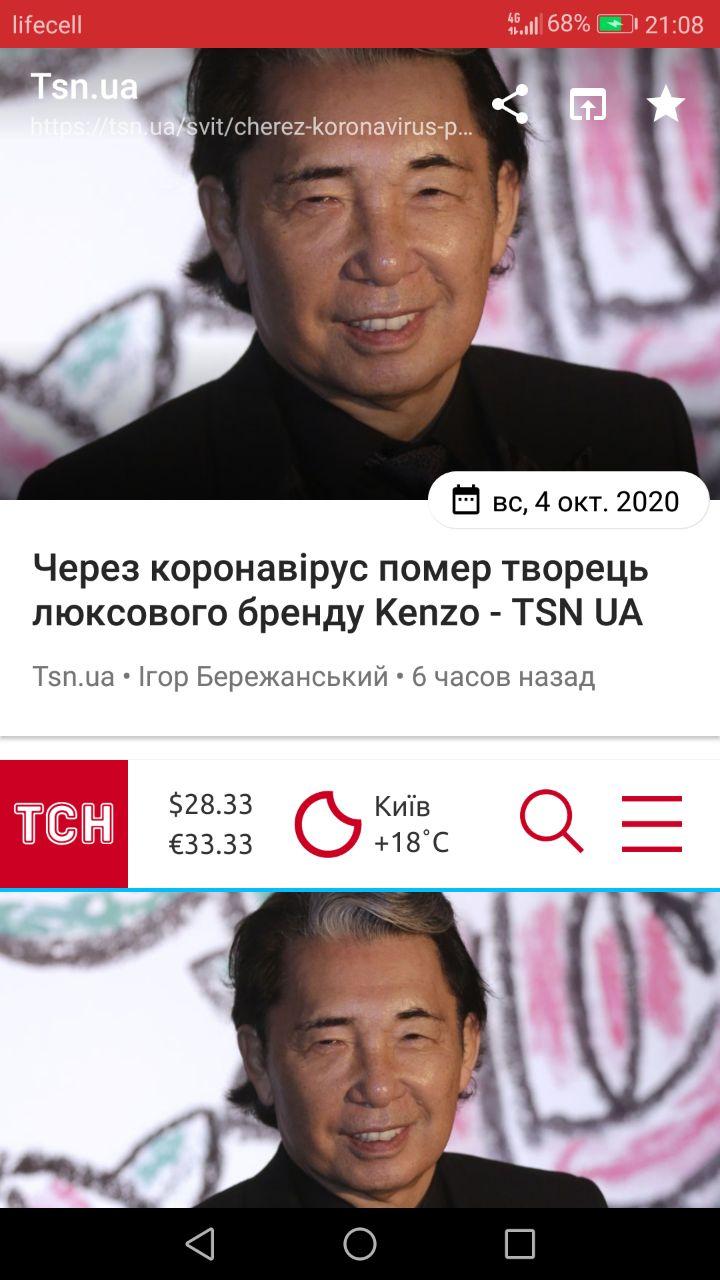 lifecell
4G 68% 21:08
Tsn.ua
https://tsn.ua/svit/cherez-koronavirus-p...
вс, 4 окт. 2020
Через коронавірус помер творець
люксового бренду Kenzo - TSN UA
Tsn.ua • Ігор Бережанський • 6 часов назад
ТСН
$28.33
€33.33
Київ
+18°C